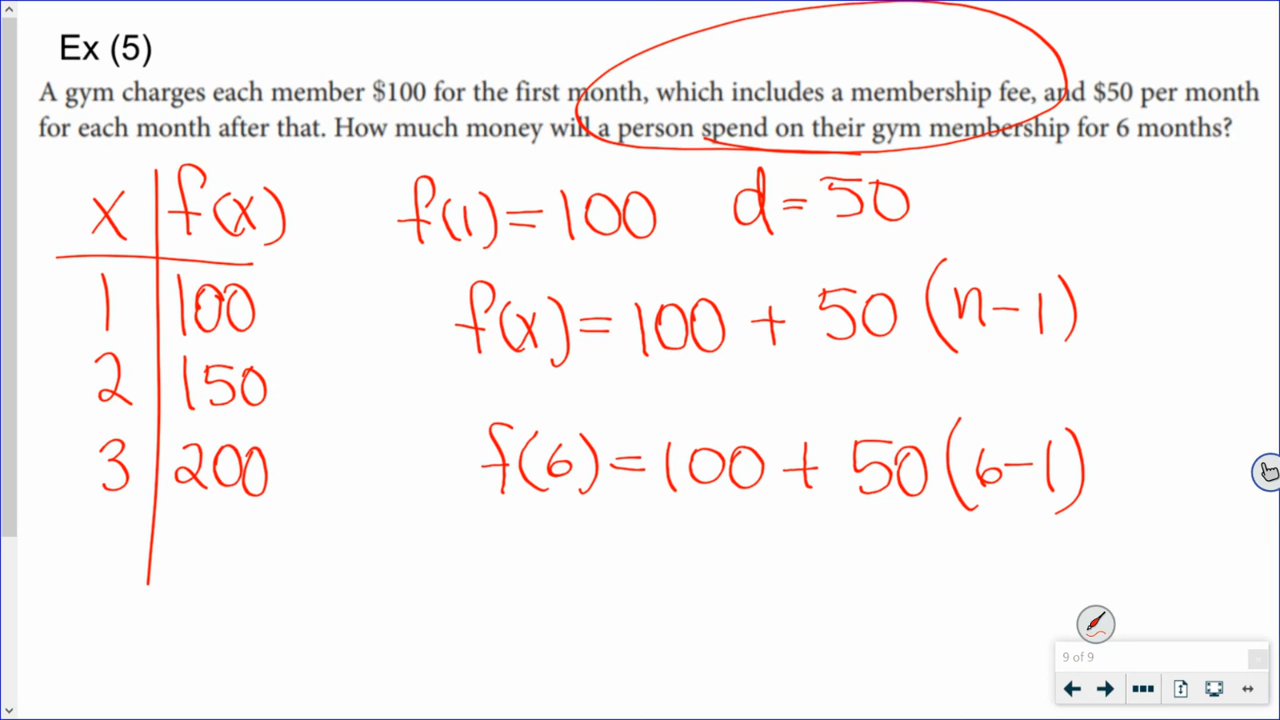 Ex (5)
A gym charges each member $100 for the first month, which includes a membership fee, and $50 per month
for each month after that. How much money will a person spend on their gym membership for 6 months?
x f(x)
1 100
2 150
3 200
f(1)=100 d=50
f(x)=100+50(n-1)
f(6)=100+50(6-1)
9 of 9